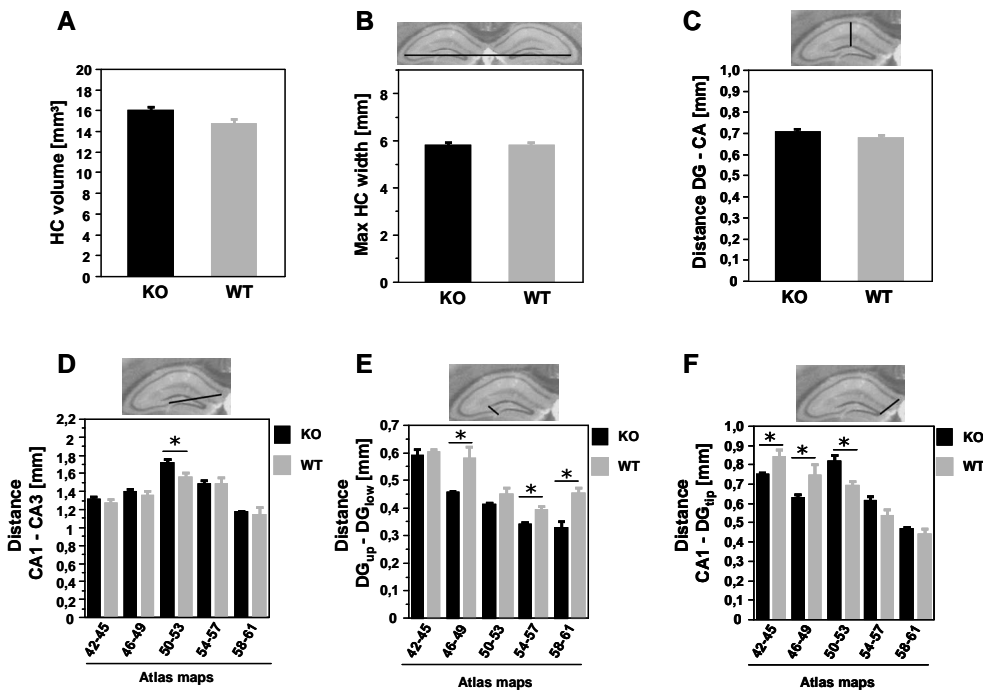 A
HC volume [mm³]
20
18
16
14
12
10
8
6
4
2
0
KO
WT
B
Max HC width [mm]
8
6
4
2
0
KO
WT
C
Distance DG - CA [mm]
1,0
0,9
0,8
0,7
0,6
0,5
0,4
0,3
0,2
0,1
0
KO
WT
D
Distance
CA1 - CA3 [mm]
2,2
2
1,8
1,6
1,4
1,2
1
0,8
0,6
0,4
0,2
0
*
KO
WT
42-45
46-49
50-53
54-57
58-61
Atlas maps
E
Distance
DGup - DGlow [mm]
0,7
0,6
0,5
0,4
0,3
0,2
0,1
0
*
*
*
KO
WT
42-45
46-49
50-53
54-57
58-61
Atlas maps
F
Distance
CA1 - DGtip [mm]
1,0
0,9
0,8
0,7
0,6
0,5
0,4
0,3
0,2
0,1
0
*
*
*
KO
WT
42-45
46-49
50-53
54-57
58-61
Atlas maps